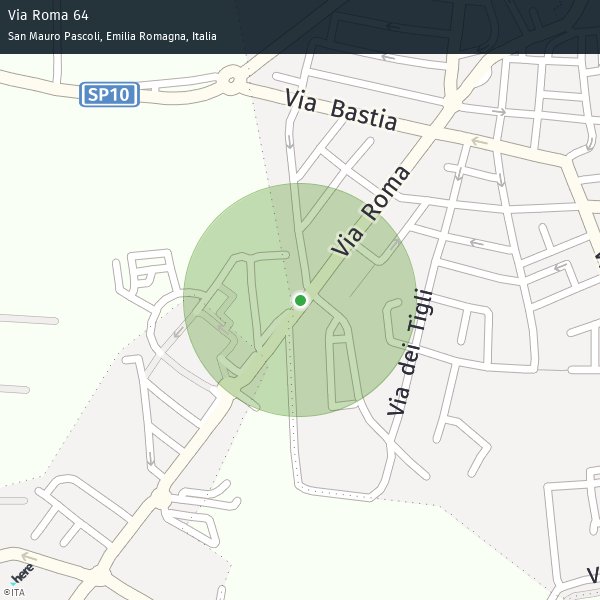 Via Roma 64
San Mauro Pascoli, Emilia Romagna, Italia
SP10
Via Bastia
Via Roma
Via dei Tigli
here
©ITA